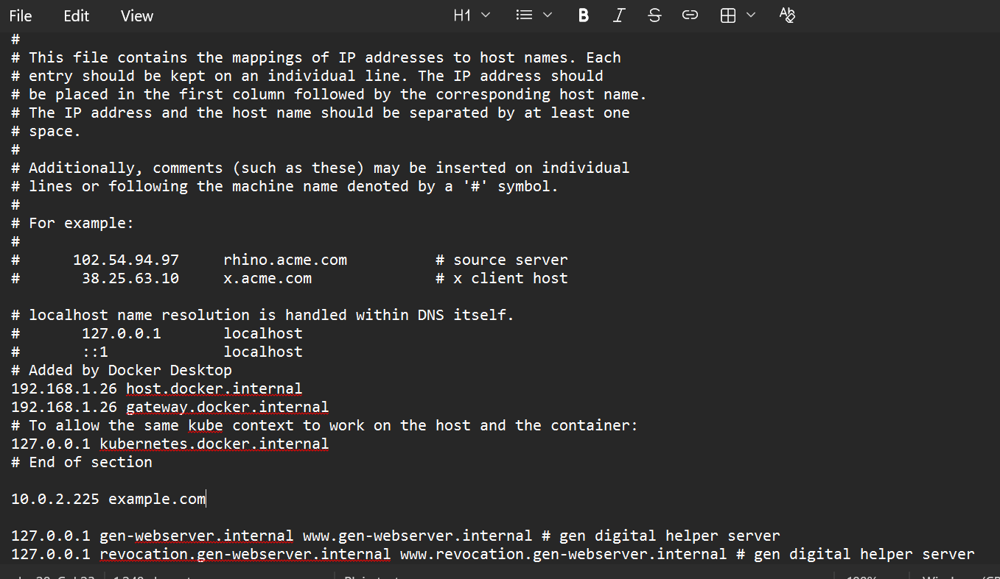 File Edit View H1
#
# This file contains the mappings of IP addresses to host names. Each
# entry should be kept on an individual line. The IP address should
# be placed in the first column followed by the corresponding host name.
# The IP address and the host name should be separated by at least one
# space.
#
# Additionally, comments (such as these) may be inserted on individual
# lines or following the machine name denoted by a '#' symbol.
#
# For example:
#
#      102.54.94.97     rhino.acme.com          # source server
#       38.25.63.10     x.acme.com              # x client host

# localhost name resolution is handled within DNS itself.
#       127.0.0.1       localhost
#       ::1             localhost
# Added by Docker Desktop
192.168.1.26 host.docker.internal
192.168.1.26 gateway.docker.internal
# To allow the same kube context to work on the host and the container:
127.0.0.1 kubernetes.docker.internal
# End of section

10.0.2.225 example.com

127.0.0.1 gen-webserver.internal www.gen-webserver.internal # gen digital helper server
127.0.0.1 revocation.gen-webserver.internal www.revocation.gen-webserver.internal # gen digital helper server